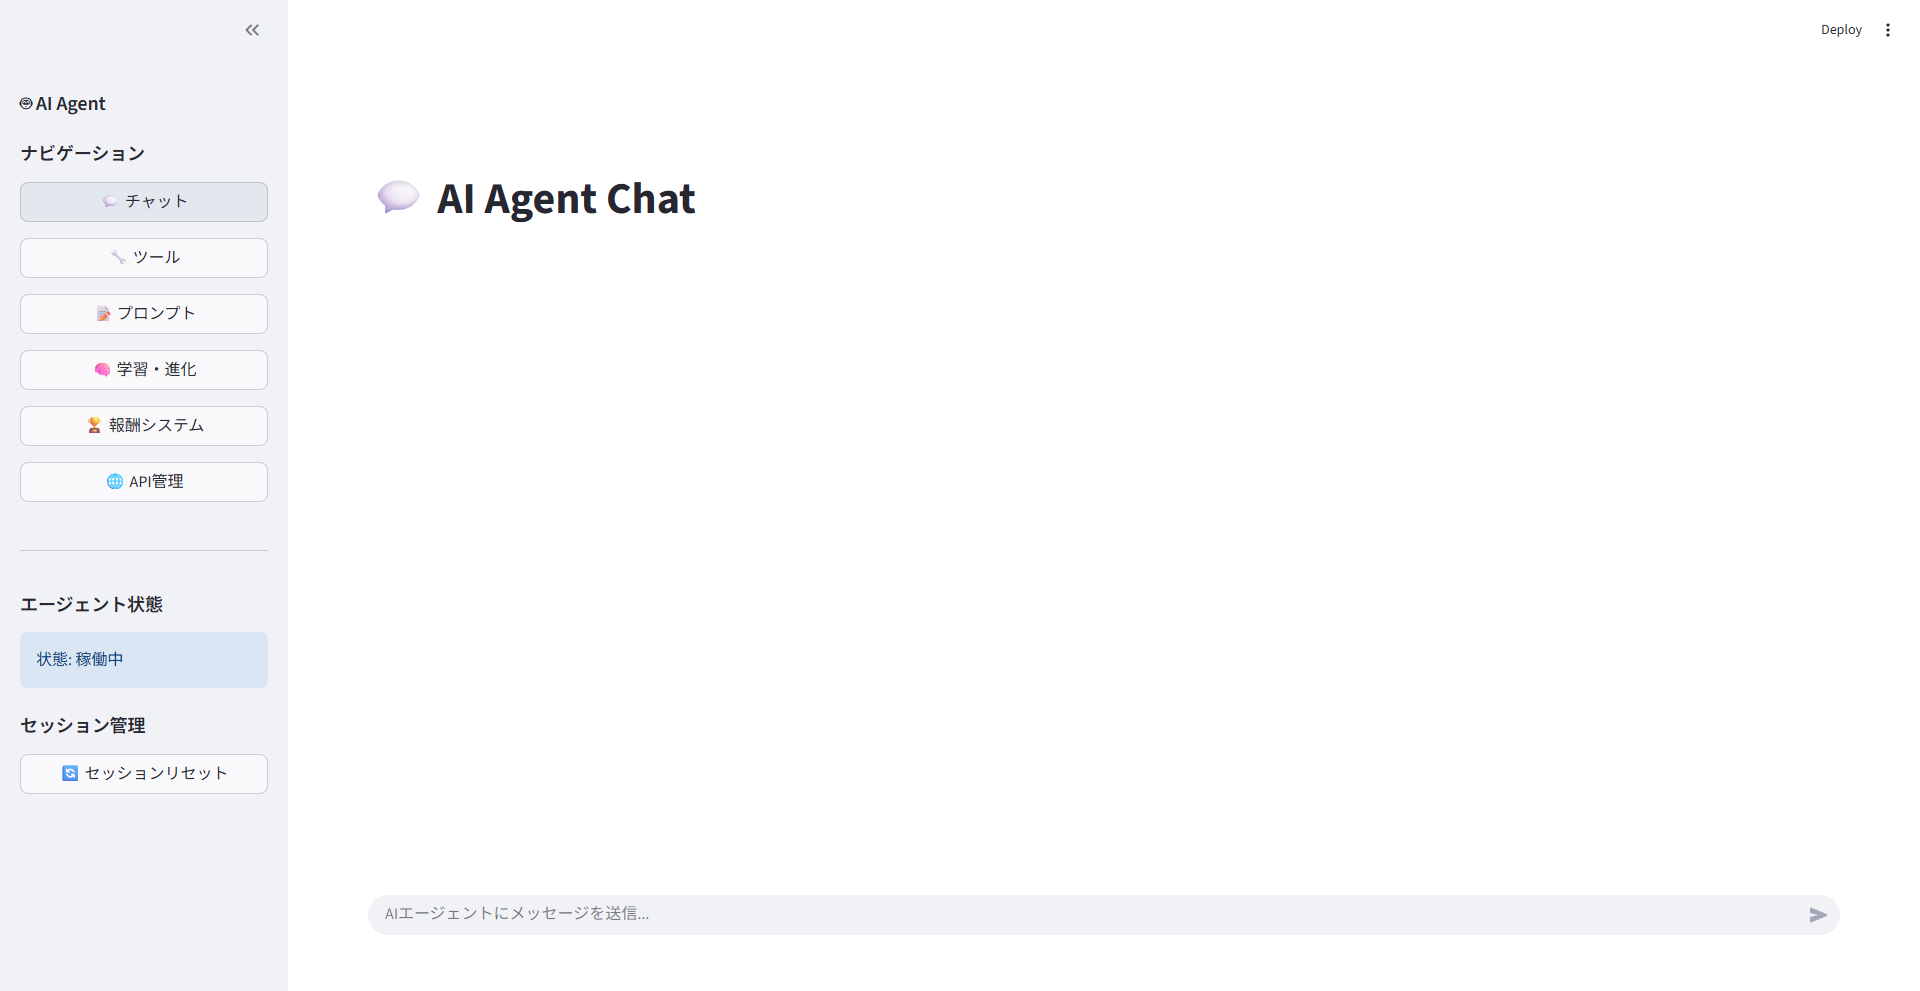 AI Agent
ナビゲーション
チャット
ツール
プロンプト
学習・進化
報酬システム
API管理
エージェント状態
状態: 稼働中
セッション管理
セッションリセット
Deploy
AI Agent Chat
AIエージェントにメッセージを送信...